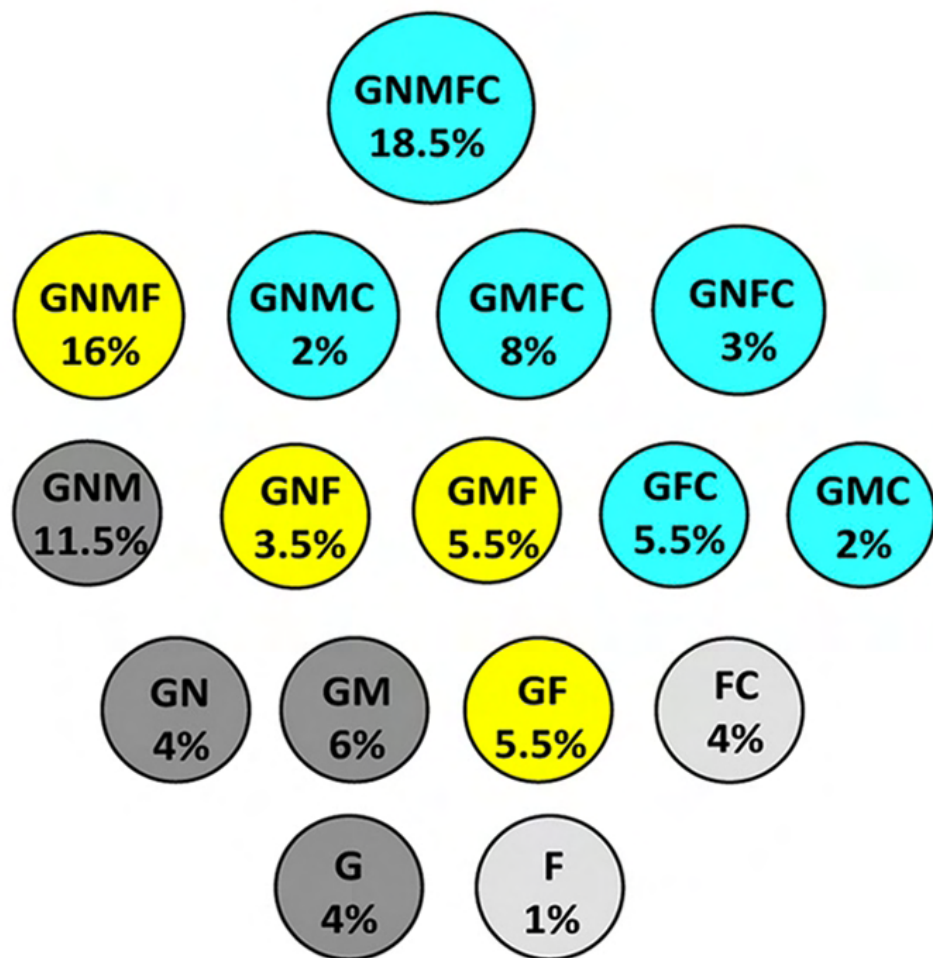 GNMFC
18.5%
GNMF
16%
GNMC
2%
GMFC
8%
GNFC
3%
GNM
11.5%
GNF
3.5%
GMF
5.5%
GFC
5.5%
GMC
2%
GN
4%
GM
6%
GF
5.5%
FC
4%
G
4%
F
1%